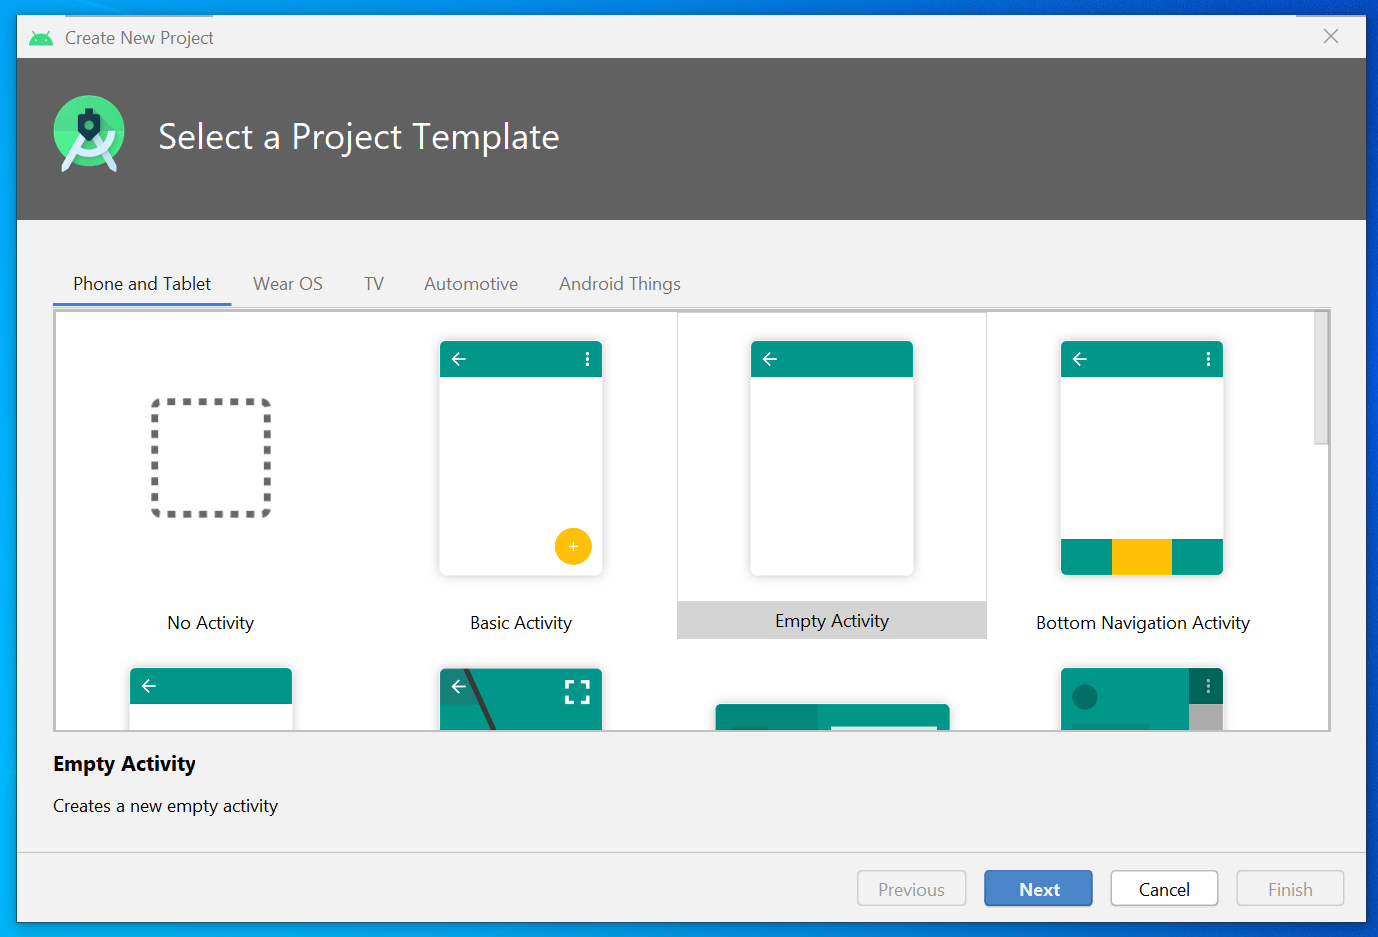 Create New Project
Select a Project Template
Phone and Tablet
Wear OS
TV
Automotive
Android Things
No Activity
Basic Activity
Empty Activity
Bottom Navigation Activity
Empty Activity
Creates a new empty activity
Previous
Next
Cancel
Finish